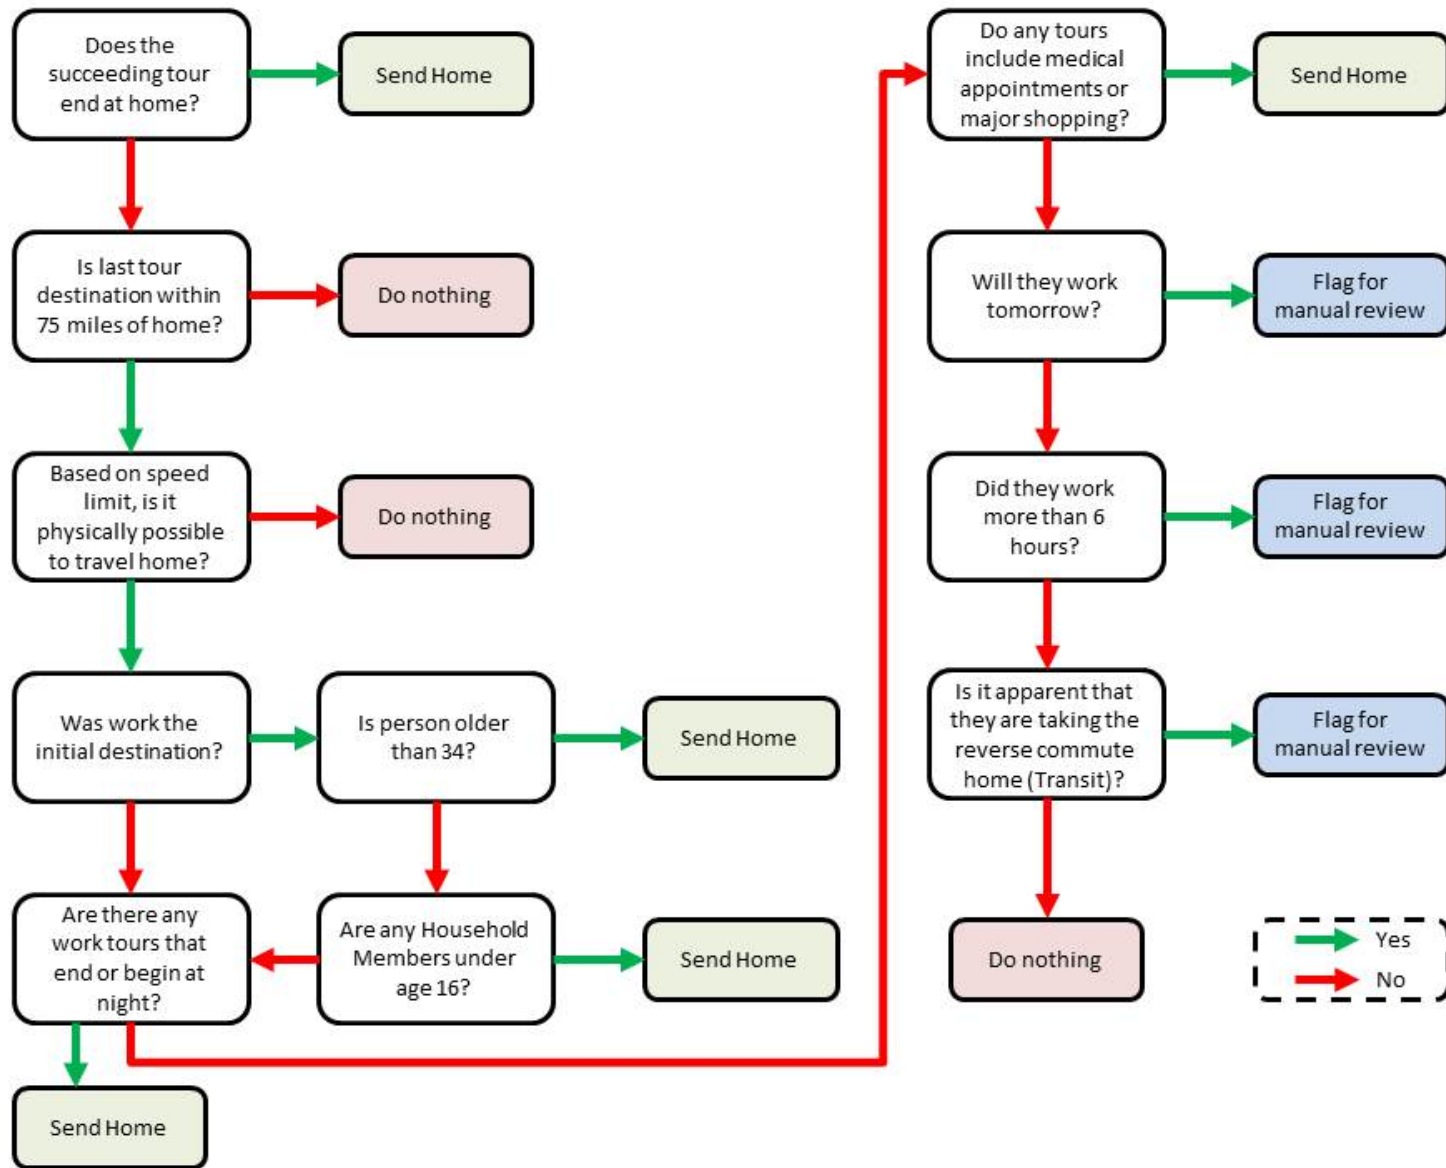 Does the
succeeding tour
end at home?
Send Home
Is last tour
destination within
75 miles of home?
Do nothing
Based on speed
limit, is it
physically possible
to travel home?
Do nothing
Was work the
initial destination?
Is person older
than 34?
Send Home
Are there any
work tours that
end or begin at
night?
Are any Household
Members under
age 16?
Send Home
Send Home
Do any tours
include medical
appointments or
major shopping?
Send Home
Will they work
tomorrow?
Flag for
manual review
Did they work
more than 6
hours?
Flag for
manual review
Is it apparent that
they are taking the
reverse commute
home (Transit)?
Flag for
manual review
Do nothing
Yes
No